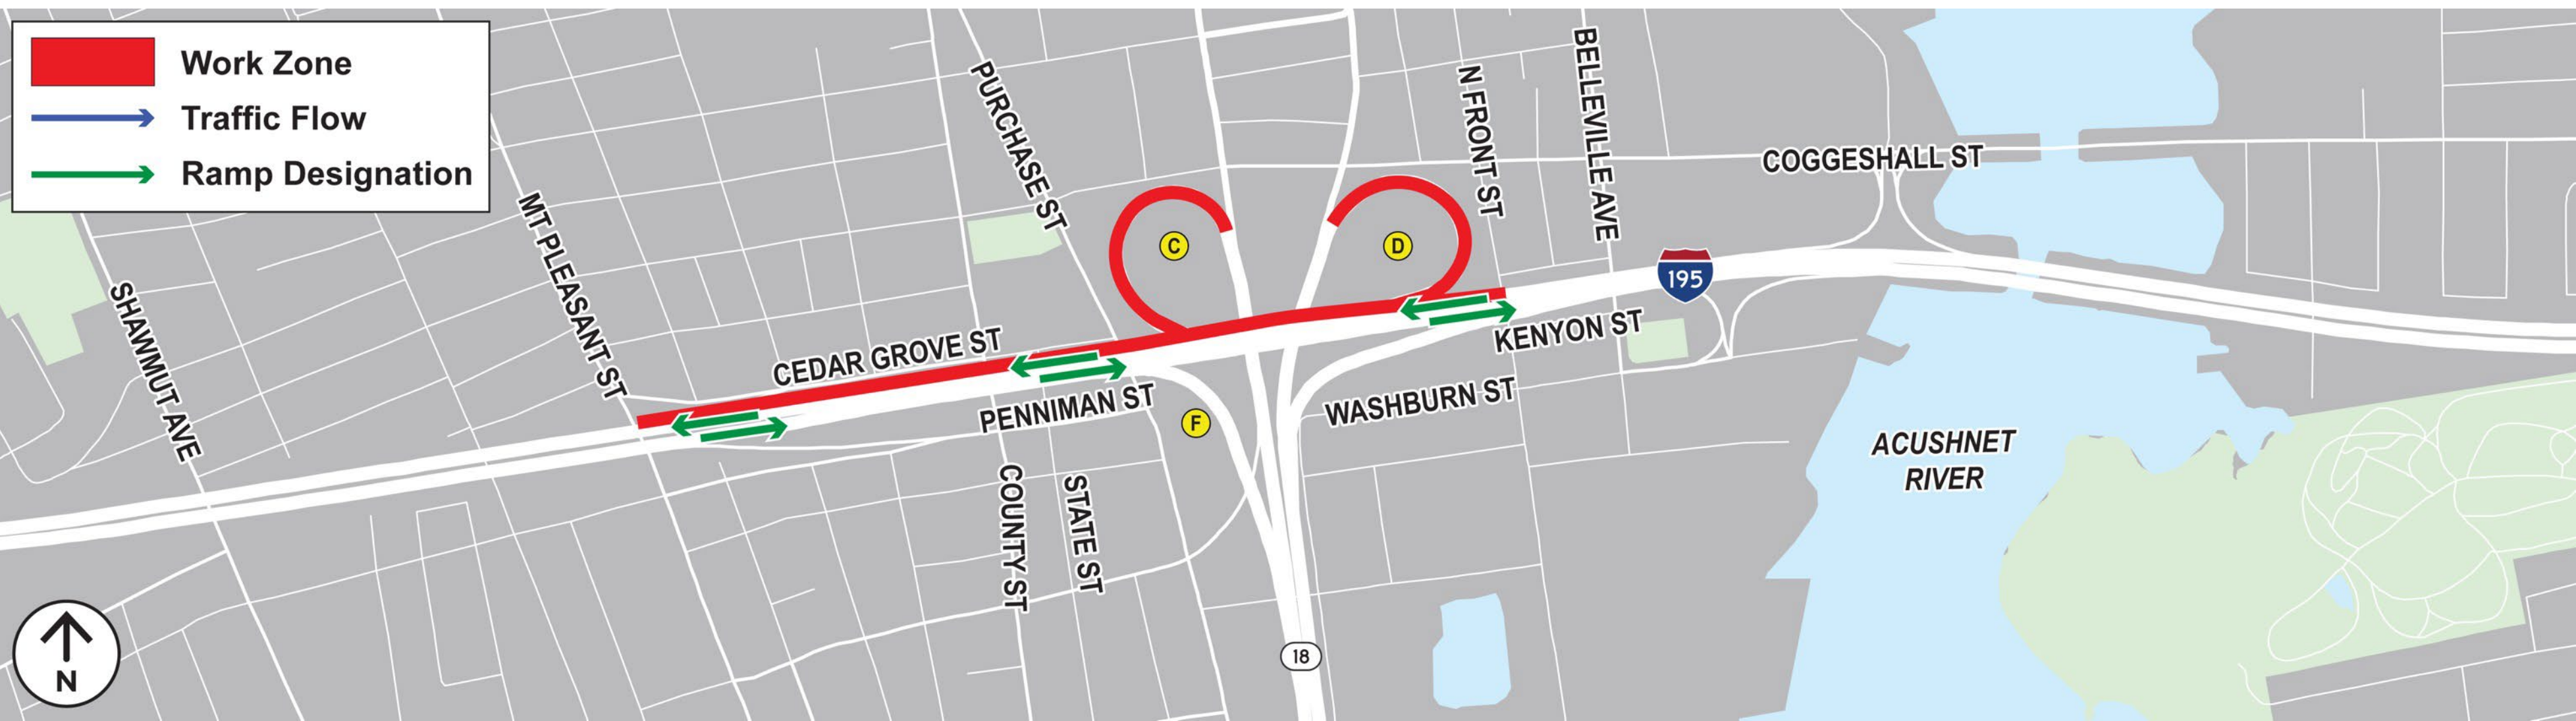 Work Zone
Traffic Flow
Ramp Designation
PURCHASE ST
N FRONT ST
BELLEVILLE AVE
COGGESHALL ST
MT PLEASANT ST
SHAWMUT AVE
C
D
195
CEDAR GROVE ST
KENYON ST
PENNIMAN ST
F
WASHBURN ST
ACUSHNET
RIVER
COUNTY ST
STATE ST
18
N